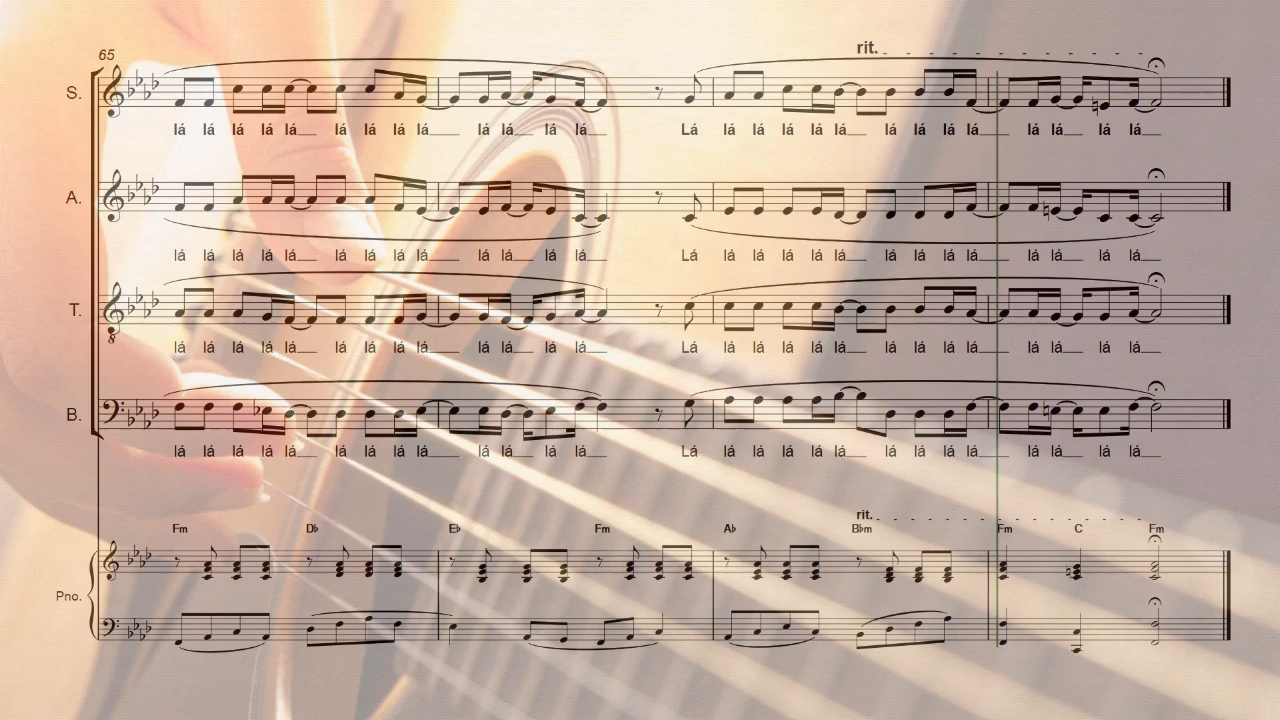 65
rit.
S.
lá lá lá lá lá lá lá lá lá lá lá lá lá Lá lá lá lá lá lá lá lá lá lá lá lá lá lá
A.
lá lá lá lá lá lá lá lá lá lá lá lá lá Lá lá lá lá lá lá lá lá lá lá lá lá lá lá
T.
8
lá lá lá lá lá lá lá lá lá lá lá lá lá Lá lá lá lá lá lá lá lá lá lá lá lá lá lá
B.
lá lá lá lá lá lá lá lá lá lá lá lá lá Lá lá lá lá lá lá lá lá lá lá lá lá lá lá
rit.
Fm D♭ E♭ Fm A♭ B♭m Fm C Fm
Pno.